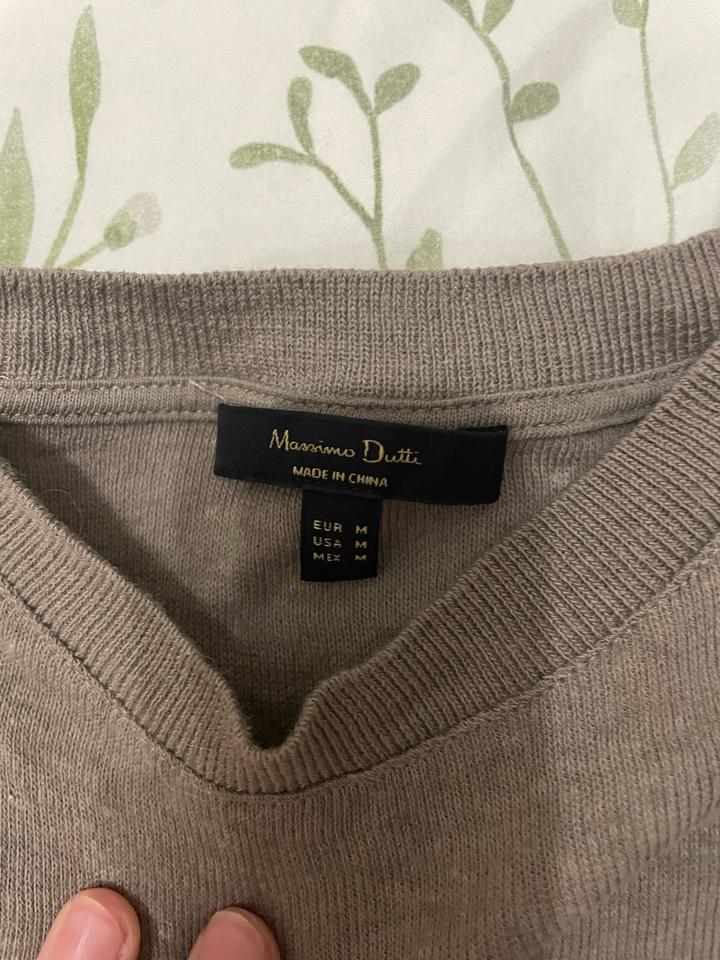 Massimo Dutti
MADE IN CHINA
EUR M
USA M
MEX M